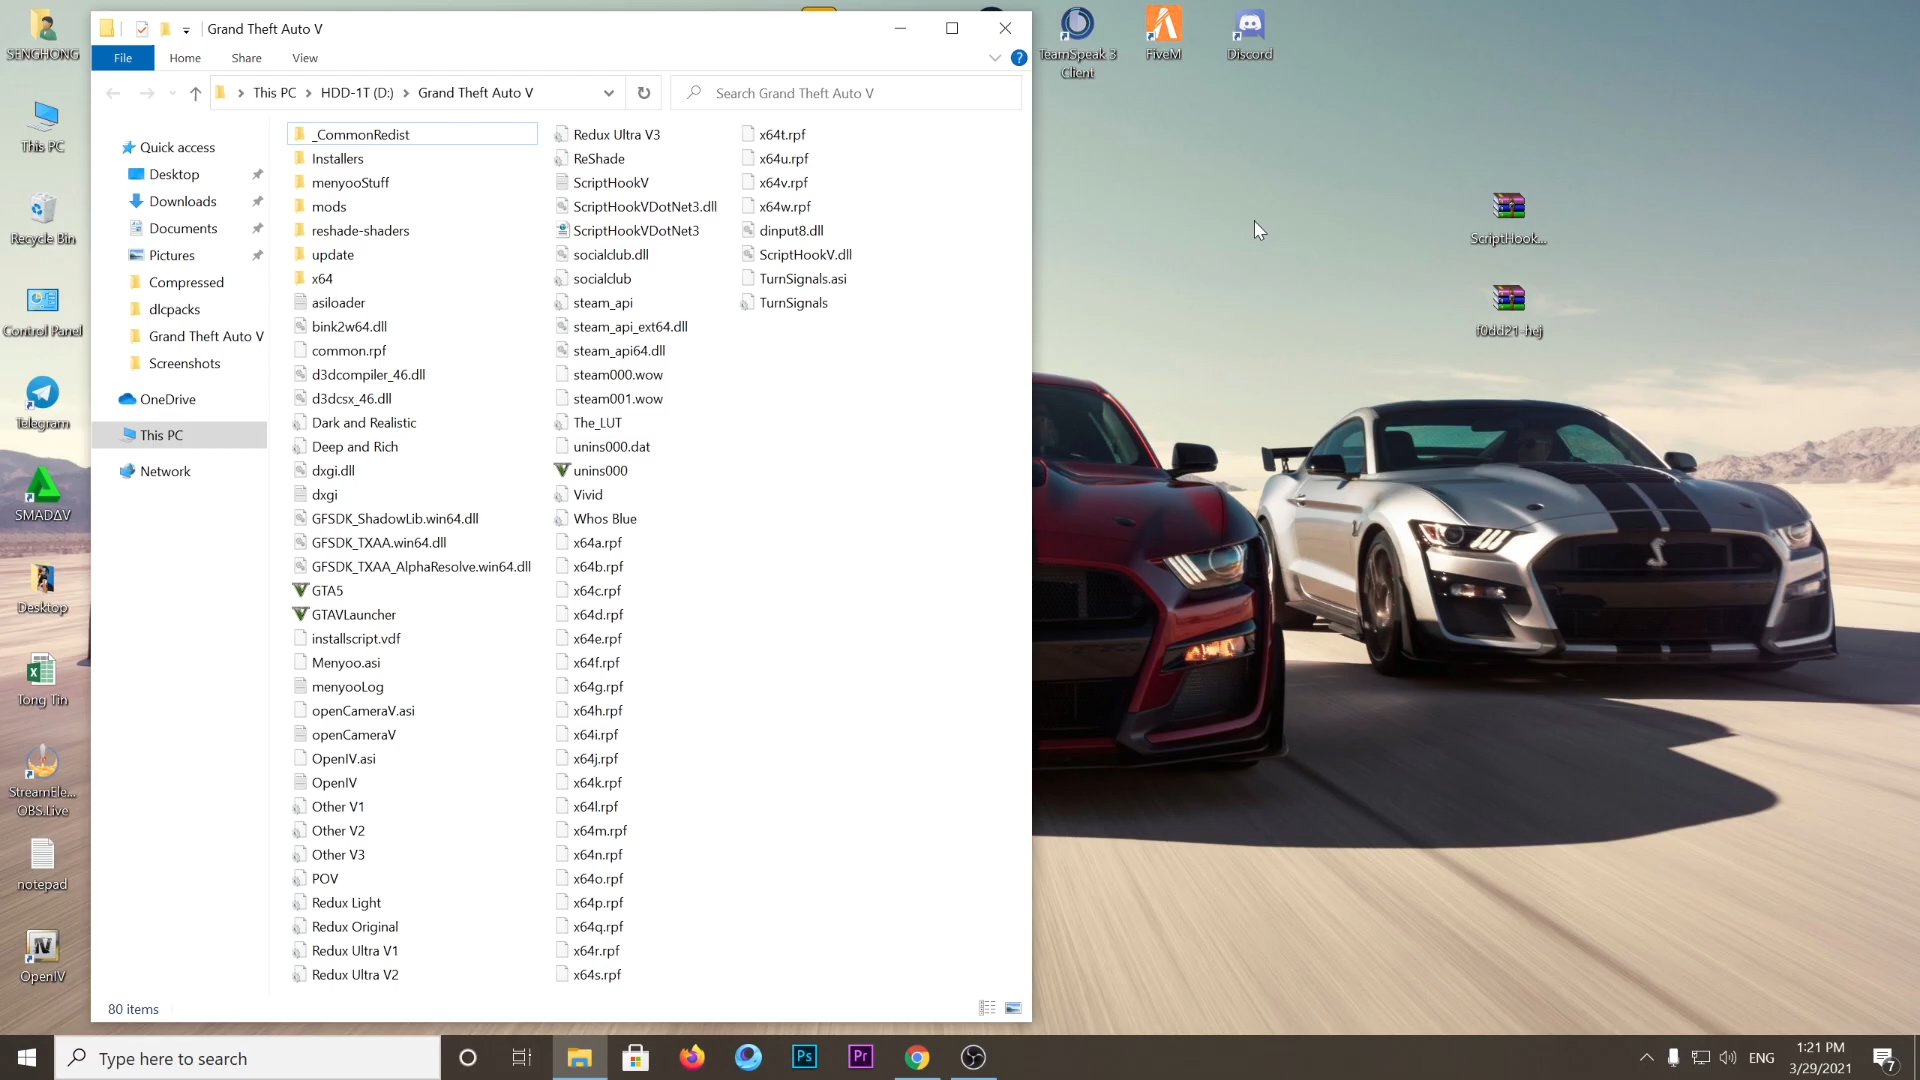 SENGHONG
This PC
Recycle Bin
Control Panel
Telegram
SMADΔV
Desktop
Tong Tin
StreamEle...
OBS.Live
notepad
OpenIV
Grand Theft Auto V
File
Home
Share
View
This PC
HDD-1T (D:)
Grand Theft Auto V
Search Grand Theft Auto V
Quick access
Desktop
Downloads
Documents
Pictures
Compressed
dlcpacks
Grand Theft Auto V
Screenshots
OneDrive
This PC
Network
_CommonRedist
Installers
menyooStuff
mods
reshade-shaders
update
x64
asiloader
bink2w64.dll
common.rpf
d3dcompiler_46.dll
d3dcsx_46.dll
Dark and Realistic
Deep and Rich
dxgi.dll
dxgi
GFSDK_ShadowLib.win64.dll
GFSDK_TXAA.win64.dll
GFSDK_TXAA_AlphaResolve.win64.dll
GTA5
GTAVLauncher
installscript.vdf
Menyoo.asi
menyooLog
openCameraV.asi
openCameraV
OpenIV.asi
OpenIV
Other V1
Other V2
Other V3
POV
Redux Light
Redux Original
Redux Ultra V1
Redux Ultra V2
Redux Ultra V3
ReShade
ScriptHookV
ScriptHookVDotNet3.dll
ScriptHookVDotNet3
socialclub.dll
socialclub
steam_api
steam_api_ext64.dll
steam_api64.dll
steam000.wow
steam001.wow
The_LUT
unins000.dat
unins000
Vivid
Whos Blue
x64a.rpf
x64b.rpf
x64c.rpf
x64d.rpf
x64e.rpf
x64f.rpf
x64g.rpf
x64h.rpf
x64i.rpf
x64j.rpf
x64k.rpf
x64l.rpf
x64m.rpf
x64n.rpf
x64o.rpf
x64p.rpf
x64q.rpf
x64r.rpf
x64s.rpf
x64t.rpf
x64u.rpf
x64v.rpf
x64w.rpf
dinput8.dll
ScriptHookV.dll
TurnSignals.asi
TurnSignals
80 items
TeamSpeak 3
Client
FiveM
Discord
ScriptHook...
f0dd21-hej
Type here to search
Ps
Pr
ENG
1:21 PM
3/29/2021
7